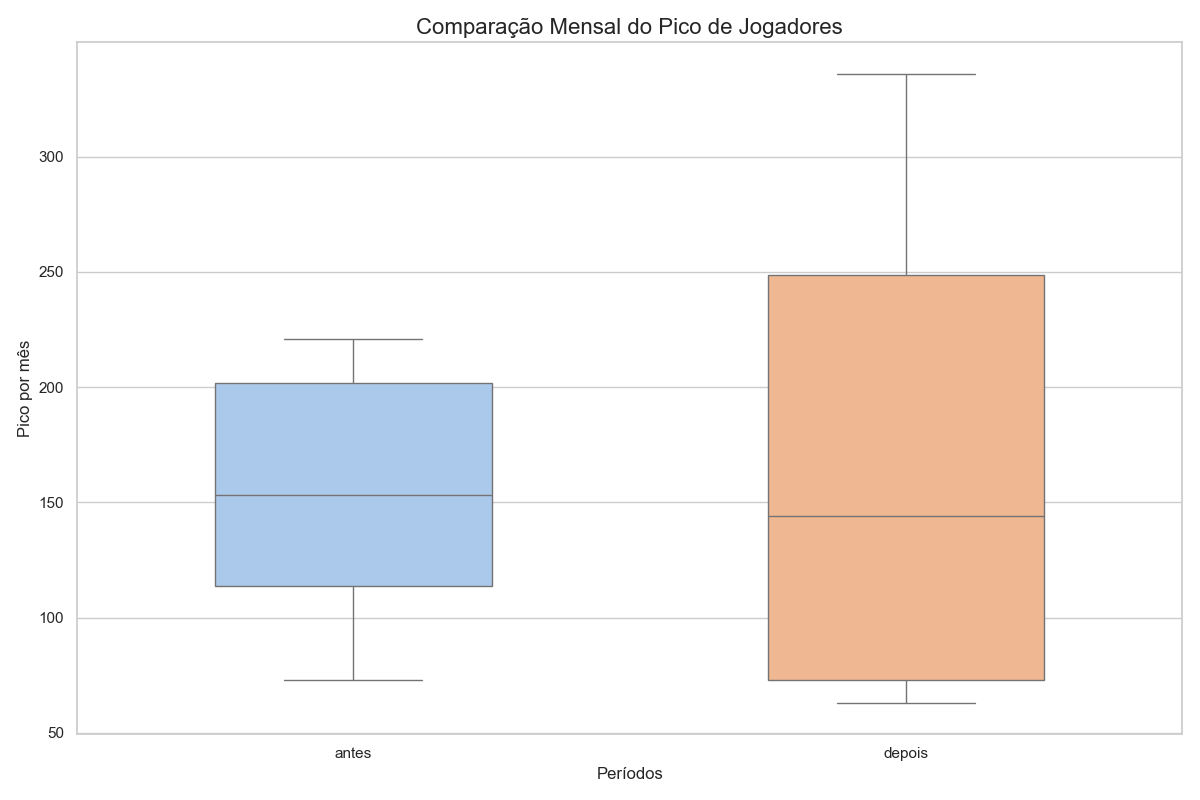 Comparação Mensal do Pico de Jogadores
Pico por mês
300
250
200
150
100
50
antes
depois
Períodos